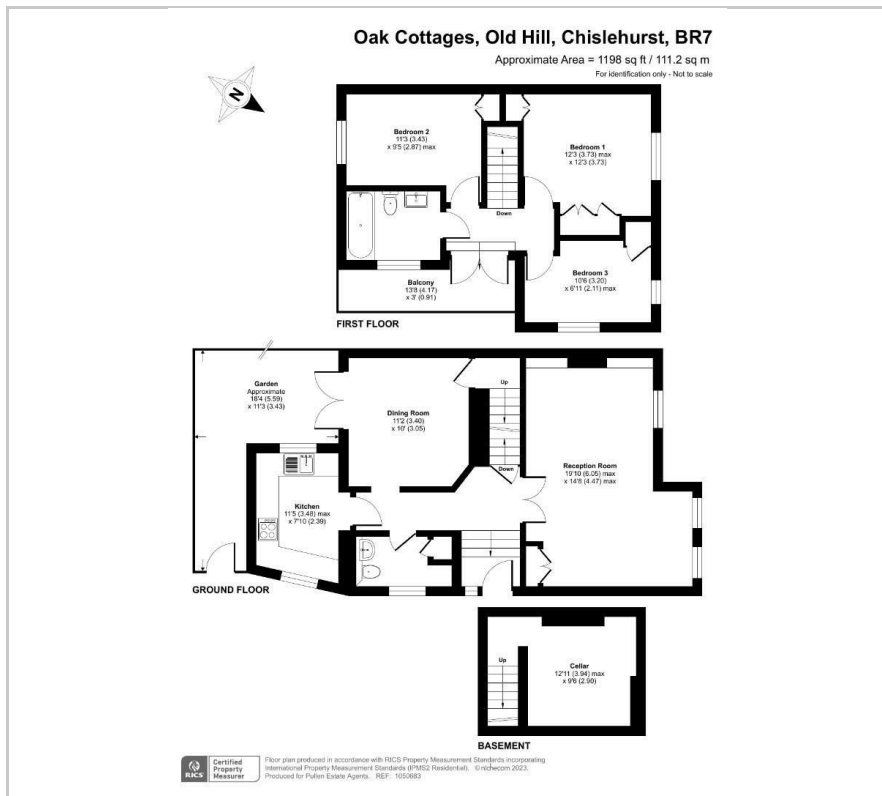 Oak Cottages, Old Hill, Chislehurst, BR7
Approximate Area = 1198 sq ft / 111.2 sq m
For identification only - Not to scale
N
Bedroom 2
11'3 (3.43)
x 9'5 (2.87) max
Bedroom 1
12'3 (3.73) max
x 12'3 (3.73)
Down
Bedroom 3
10'6 (3.20)
x 6'11 (2.11) max
Balcony
13'8 (4.17)
x 3' (0.91)
FIRST FLOOR
Garden
Approximate
18'4 (5.59)
x 11'3 (3.43)
Dining Room
11'2 (3.40)
x 10' (3.05)
Up
Down
Reception Room
19'10 (6.05) max
x 14'8 (4.47) max
Kitchen
11'5 (3.48) max
x 7'10 (2.39)
GROUND FLOOR
Up
Cellar
12'11 (3.94) max
x 9'6 (2.90)
BASEMENT
RICS
Certified
Property
Measurer
Floor plan produced in accordance with RICS Property Measurement Standards incorporating
International Property Measurement Standards (IPMS2 Residential). ©nichecom 2023.
Produced for Pullen Estate Agents. REF: 1050683